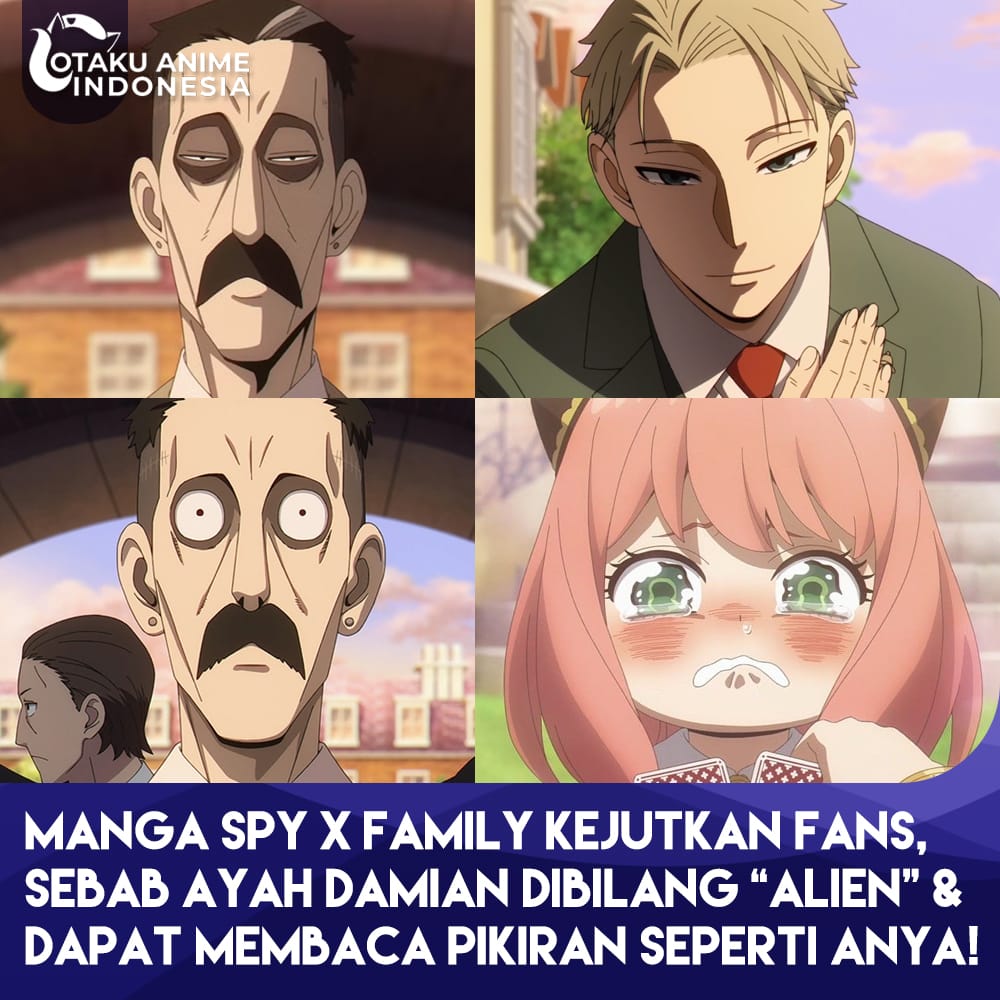 OTAKU ANIME
INDONESIA
MANGA SPY X FAMILY KEJUTKAN FANS,
SEBAB AYAH DAMIAN DIBILANG “ALIEN” &
DAPAT MEMBACA PIKIRAN SEPERTI ANYA!